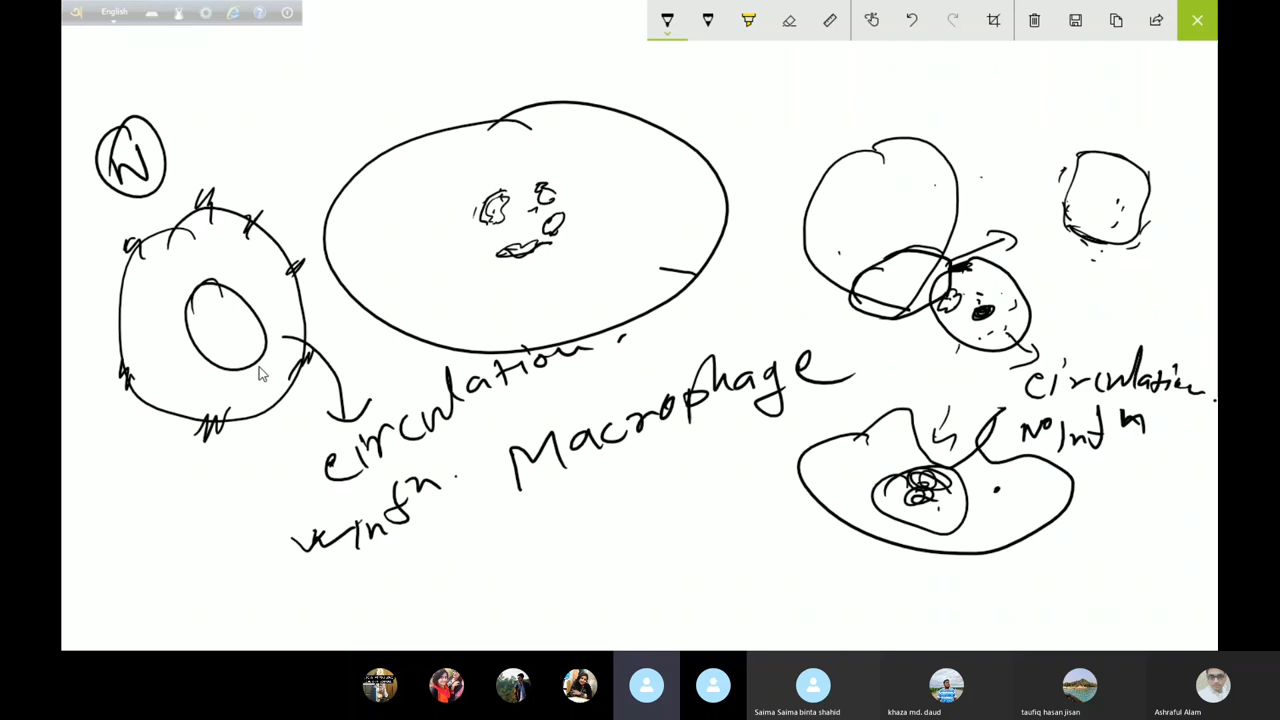 অ English
N
circulation.
Macrophage
circulation.
No Infn
Infn.
Saima Saima binta shahid
khaza md. daud
taufiq hasan jisan
Ashraful Alam